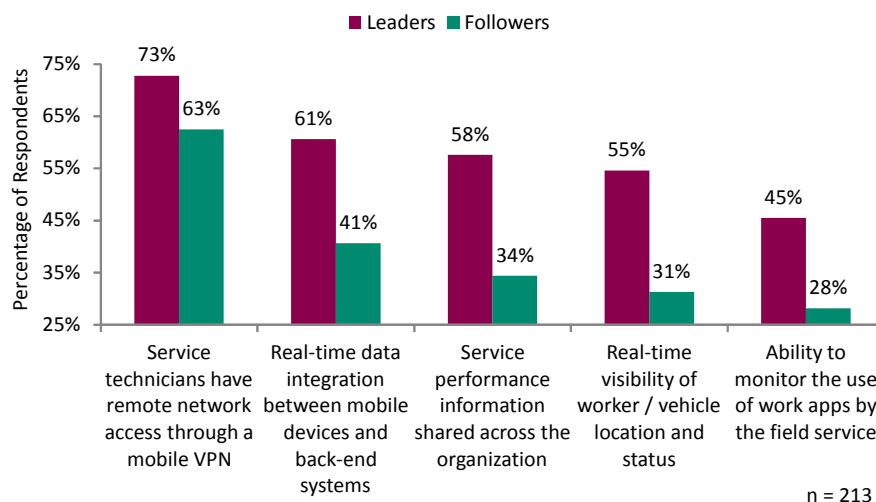 Leaders Followers
Percentage of Respondents
75%
65%
55%
45%
35%
25%
73%
63%
61%
41%
58%
34%
55%
31%
45%
28%
Service
technicians have
remote network
access through a
mobile VPN
Real-time data
integration
between mobile
devices and
back-end
systems
Service
performance
information
shared across the
organization
Real-time
visibility of
worker / vehicle
location and
status
Ability to
monitor the use
of work apps by
the field service
n = 213